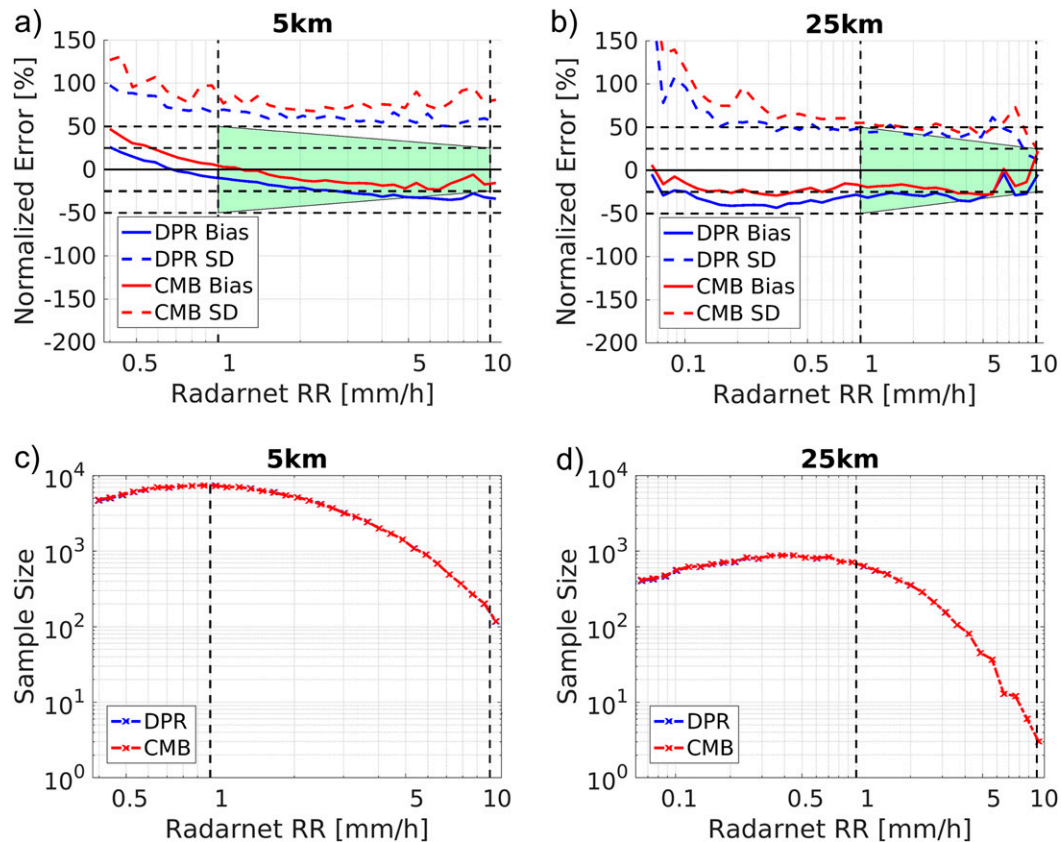 a)
5km
150
100
50
0
-50
-100
-150
-200
Normalized Error [%]
DPR Bias
DPR SD
CMB Bias
CMB SD
0.5
1
5
10
Radarnet RR [mm/h]
b)
25km
150
100
50
0
-50
-100
-150
-200
Normalized Error [%]
DPR Bias
DPR SD
CMB Bias
CMB SD
0.1
0.5
1
5
10
Radarnet RR [mm/h]
c)
5km
10^4
10^3
10^2
10^1
10^0
Sample Size
DPR
CMB
0.5
1
2
5
10
Radarnet RR [mm/h]
d)
25km
10^4
10^3
10^2
10^1
10^0
Sample Size
DPR
CMB
0.1
0.5
1
5
10
Radarnet RR [mm/h]